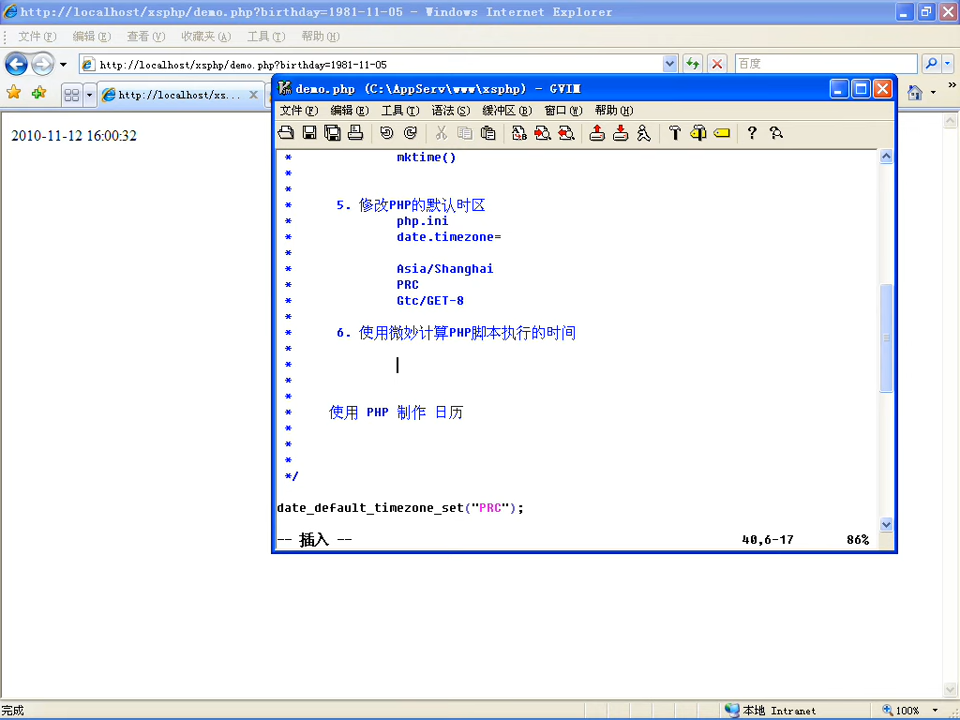 http://localhost/xsphp/demo.php?birthday=1981-11-05 - Windows Internet Explorer
文件(F) 编辑(E) 查看(V) 收藏夹(A) 工具(T) 帮助(H)
http://localhost/xsphp/demo.php?birthday=1981-11-05
百度
http://localhost/xs...
2010-11-12 16:00:32
demo.php (C:\AppServ\www\xsphp) - GVIM
文件(F) 编辑(E) 工具(T) 语法(S) 缓冲区(B) 窗口(W) 帮助(H)
* mktime()
*
*
* 5. 修改PHP的默认时区
* php.ini
* date.timezone=
*
* Asia/Shanghai
* PRC
* Gtc/GET-8
*
* 6. 使用微妙计算PHP脚本执行的时间
*
*
*
*
* 使用 PHP 制作 日历
*
*
*
*/
date_default_timezone_set("PRC");
-- 插入 --
40,6-17 86%
完成
本地 Intranet
100%